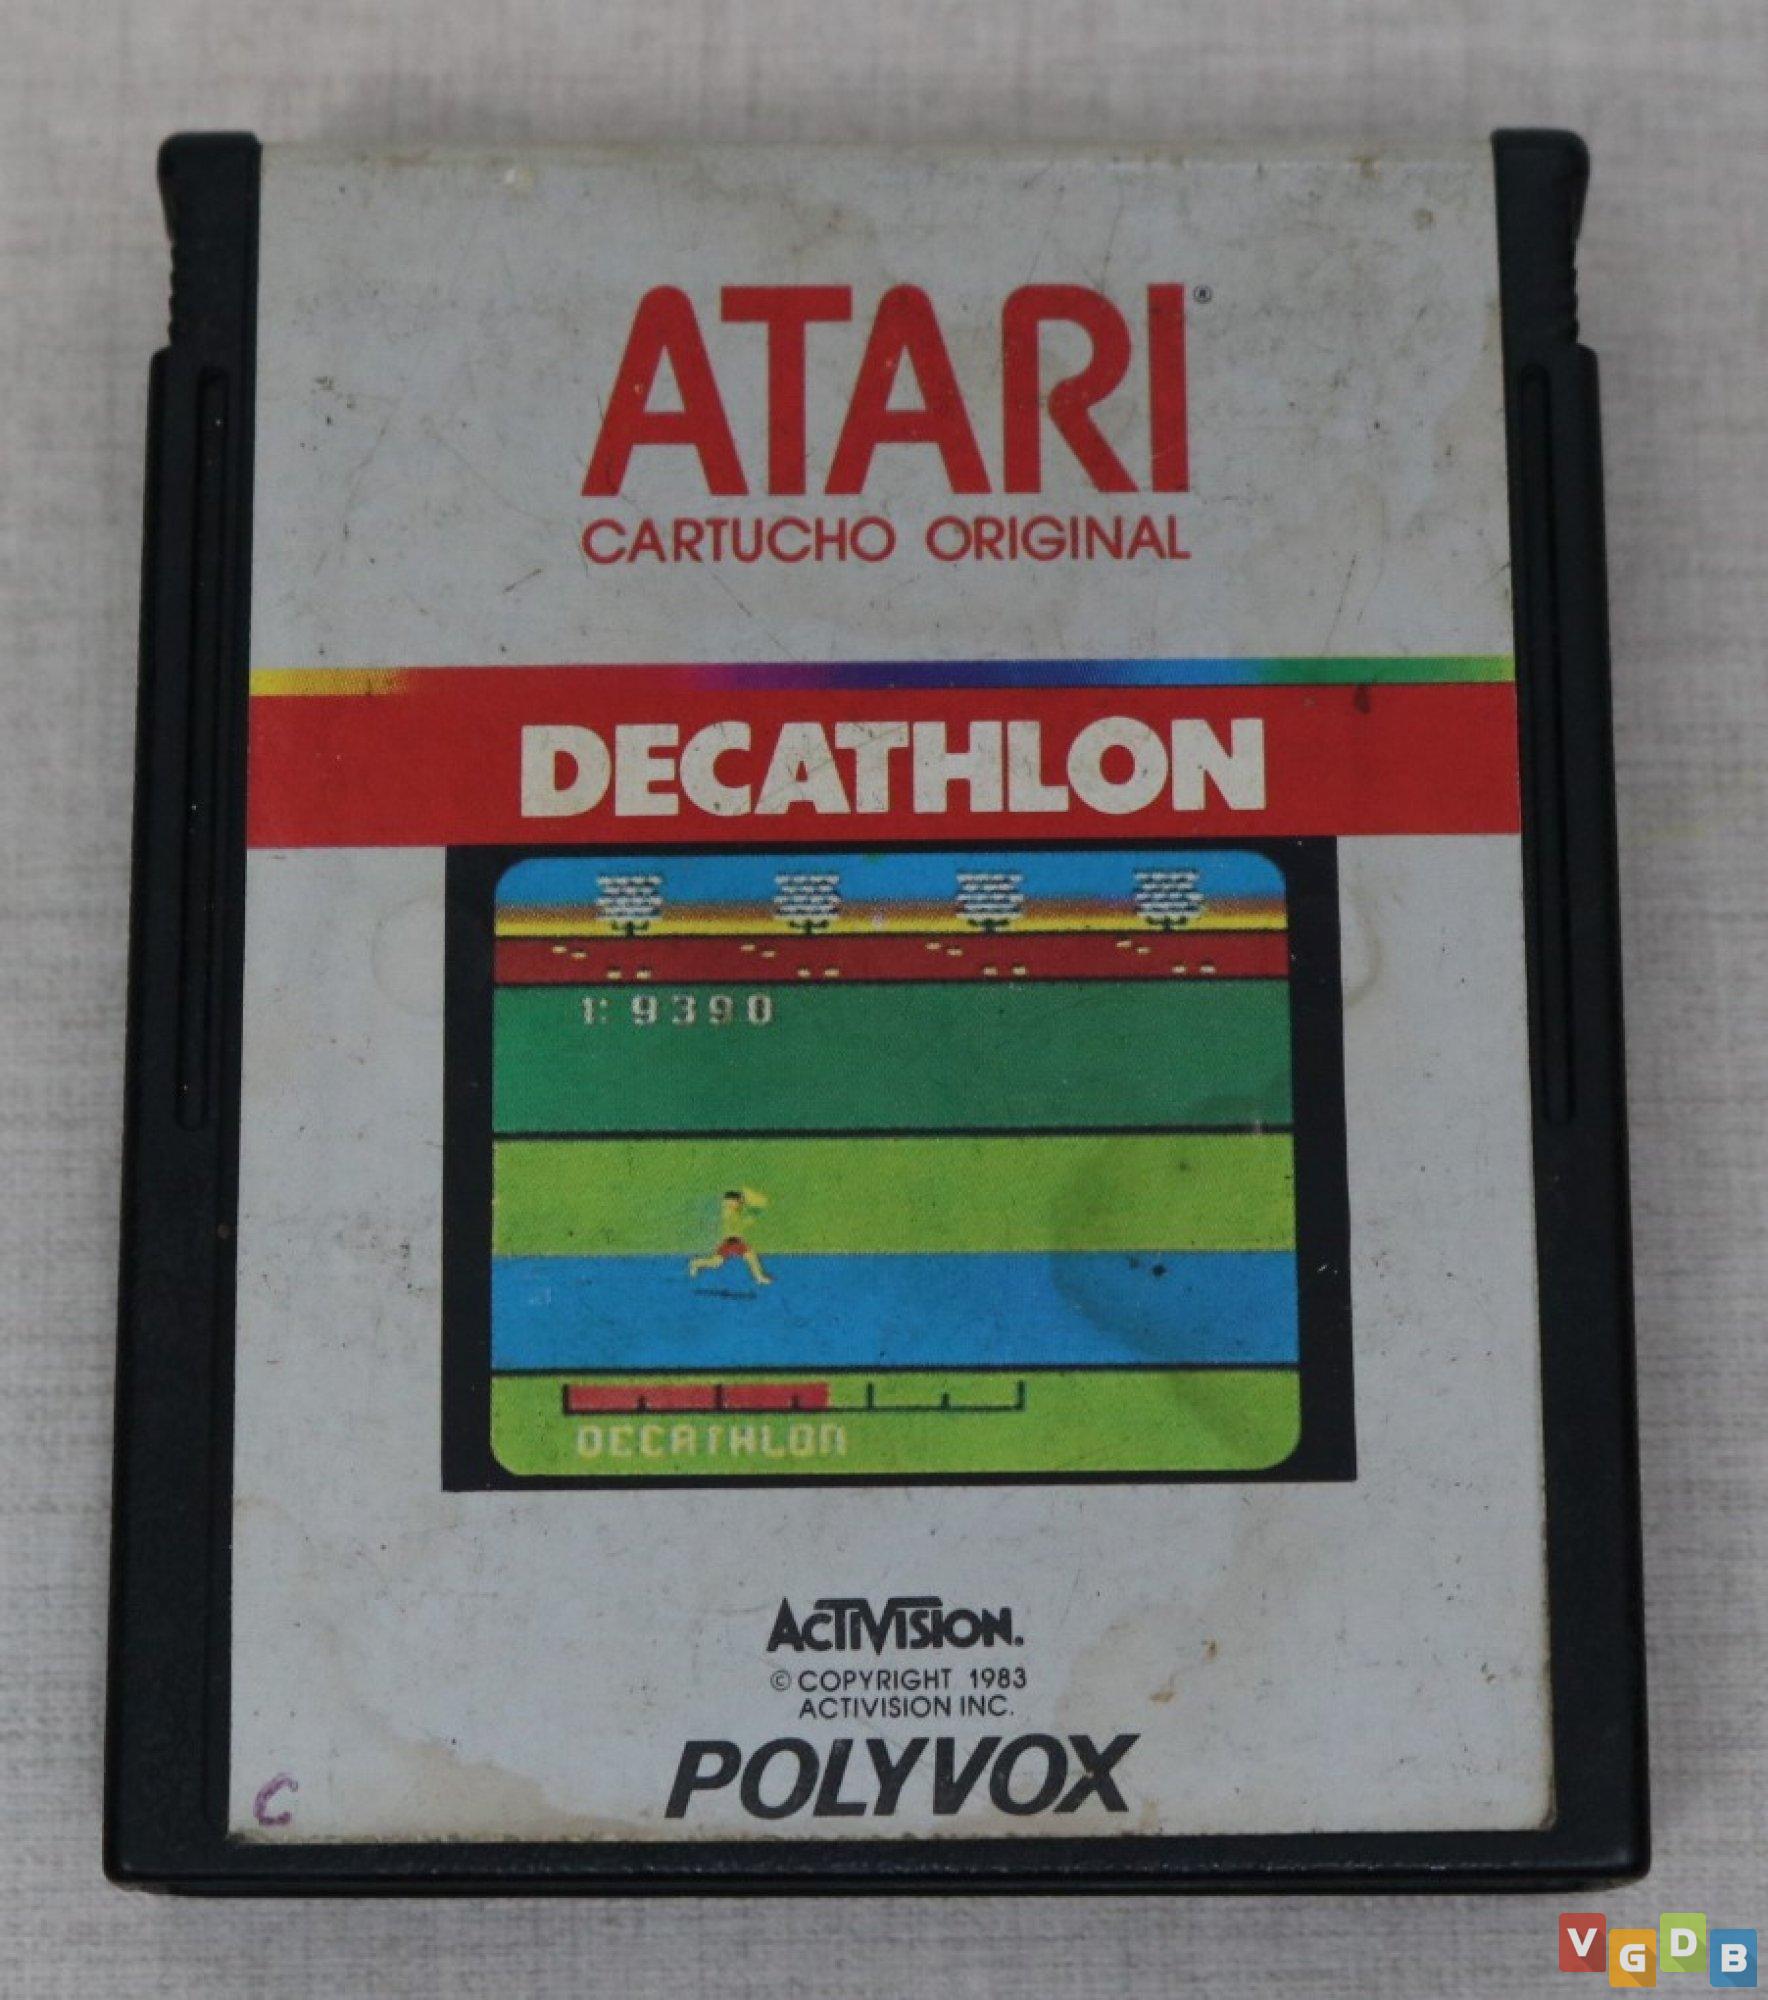 ATARI®
CARTUCHO ORIGINAL
DECATHLON
1: 9390
DECATHLON
ACTIVISION.
© COPYRIGHT 1983
ACTIVISION INC.
POLYVOX
C
VGDB